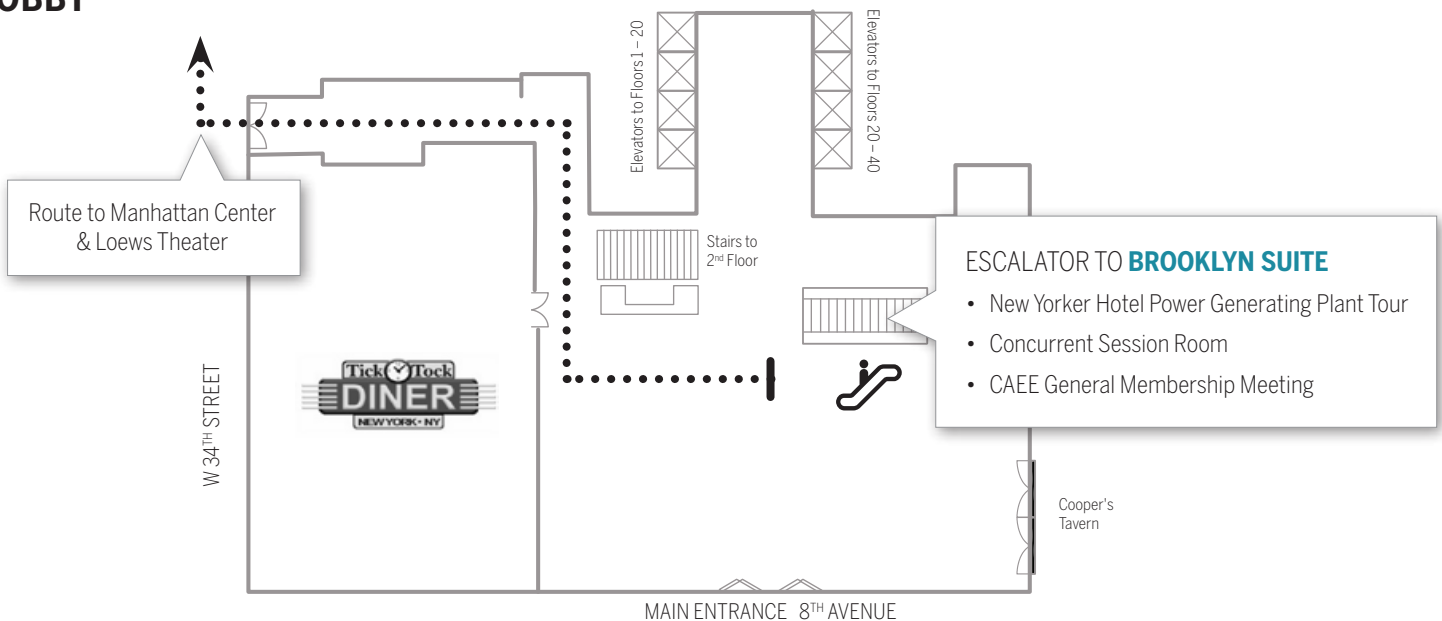 Elevators to Floors 1 – 20
Elevators to Floors 20 – 40
Route to Manhattan Center
& Loews Theater
Stairs to
2nd Floor
ESCALATOR TO BROOKLYN SUITE
• New Yorker Hotel Power Generating Plant Tour
• Concurrent Session Room
• CAEE General Membership Meeting
Tick Tock
DINER
NEW YORK • NY
W 34TH STREET
Cooper's
Tavern
MAIN ENTRANCE 8TH AVENUE